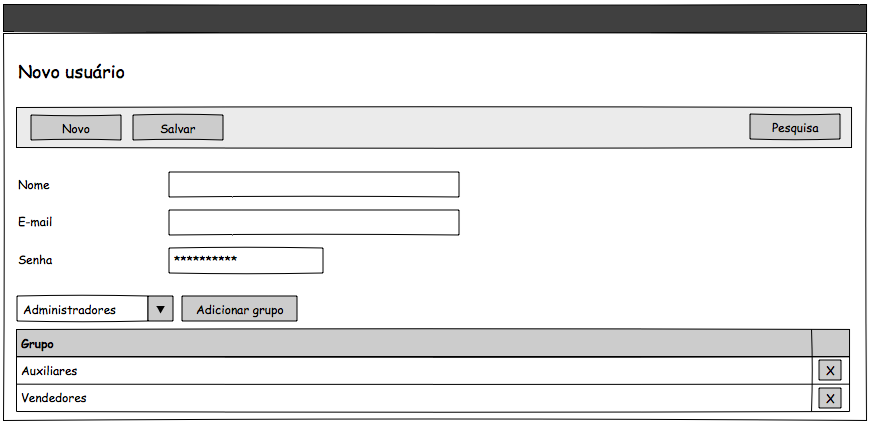 Novo usuário
Novo Salvar Pesquisa
Nome
E-mail
Senha **********
Administradores ▼ Adicionar grupo
Grupo
Auxiliares X
Vendedores X